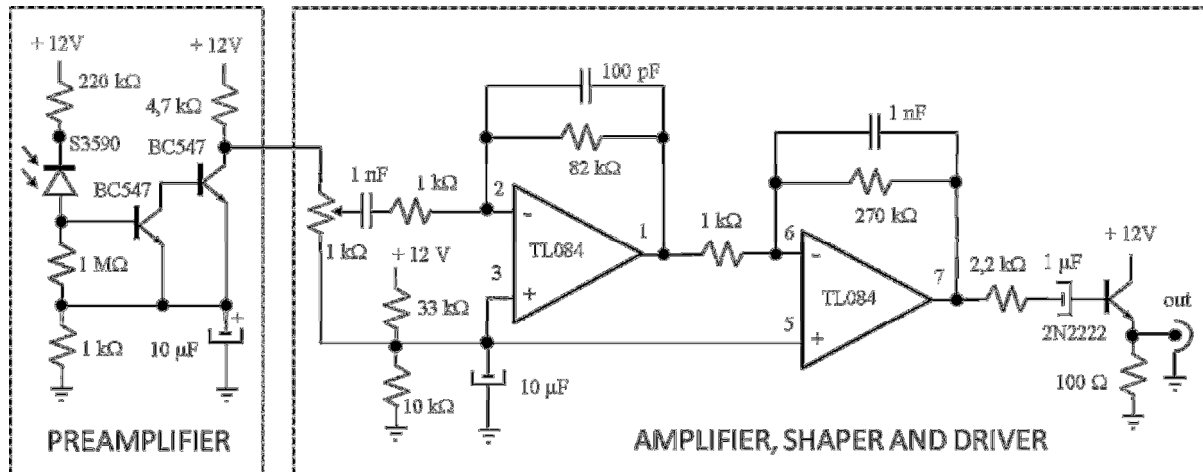 + 12V
+ 12V
220 kΩ
4,7 kΩ
S3590
BC547
BC547
1 MΩ
1 kΩ
10 µF
+
PREAMPLIFIER
100 pF
82 kΩ
1 nF
1 kΩ
2
-
1
TL084
3
+
1 kΩ
+ 12 V
33 kΩ
10 kΩ
10 µF
1 nF
270 kΩ
1 kΩ
6
-
7
TL084
5
+
2,2 kΩ
1 µF
+ 12V
2N2222
out
100 Ω
AMPLIFIER, SHAPER AND DRIVER